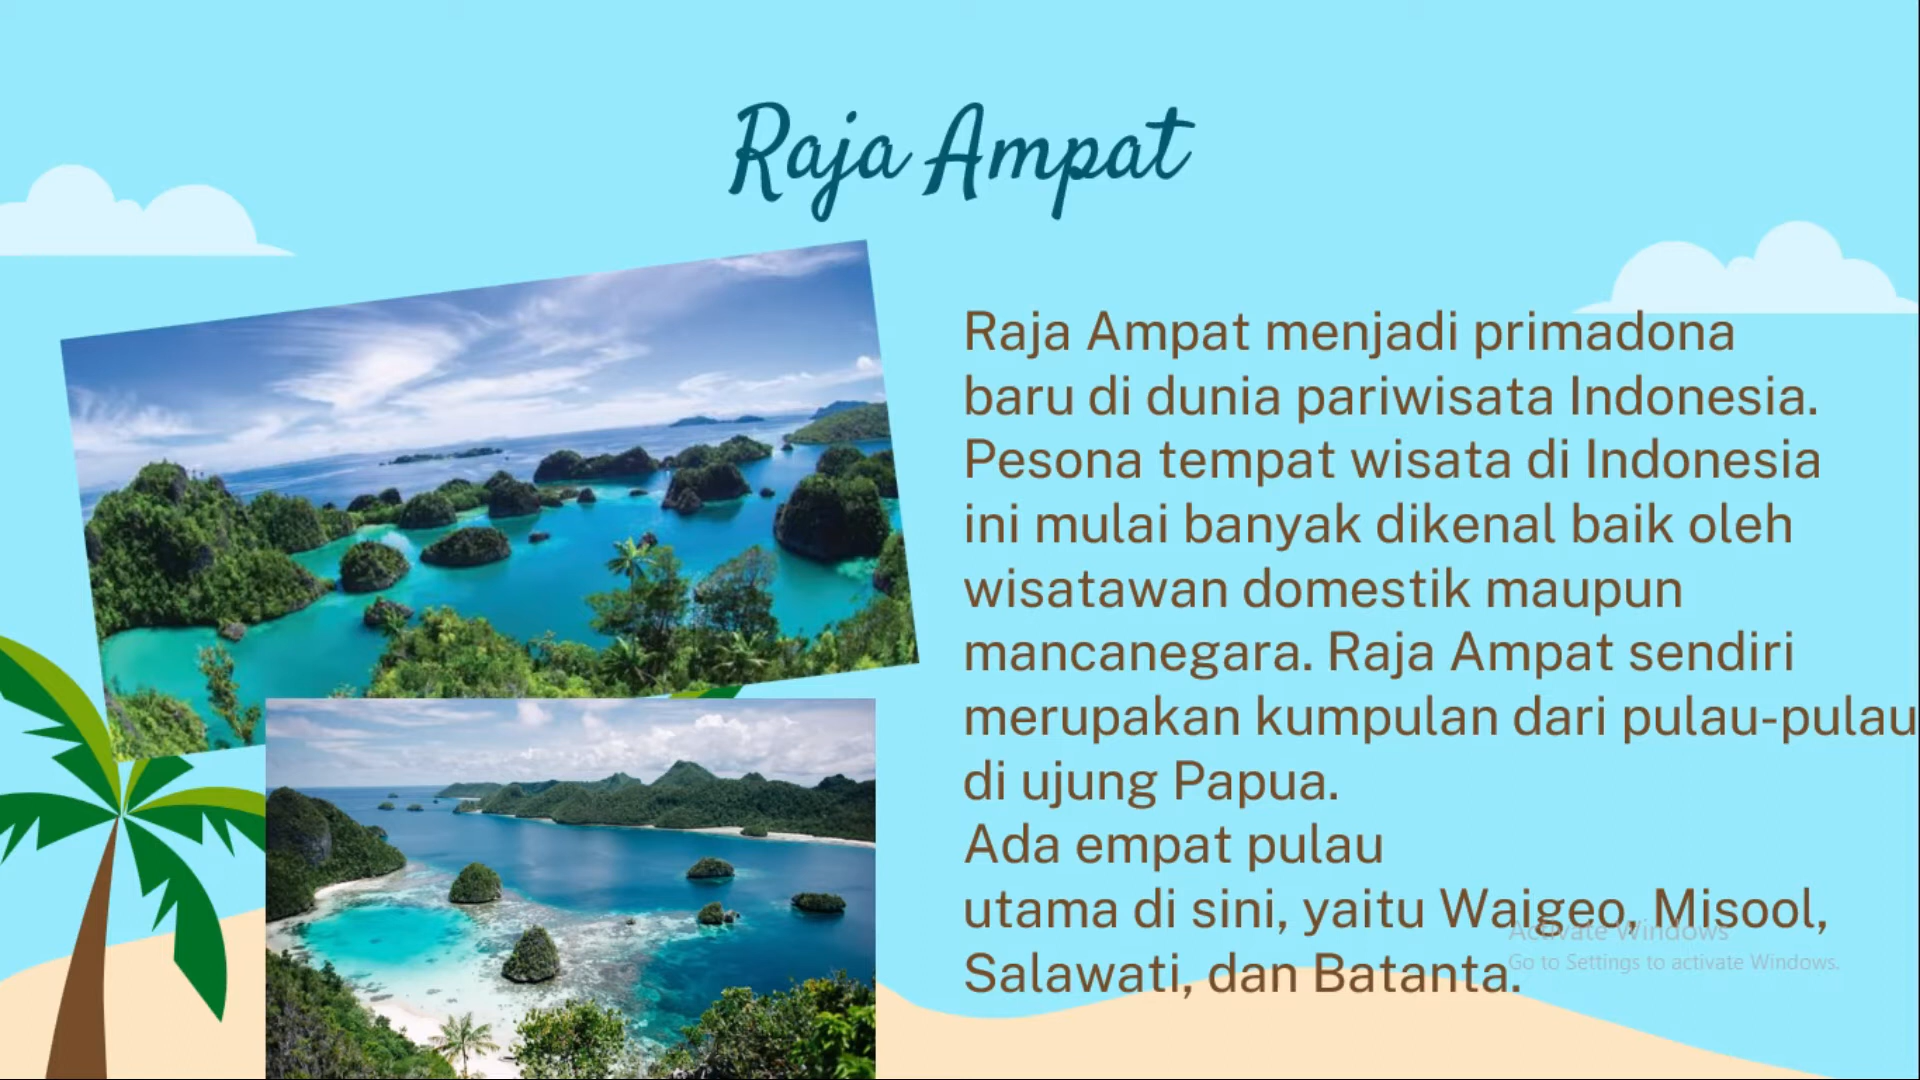 Raja Ampat
Raja Ampat menjadi primadona
baru di dunia pariwisata Indonesia.
Pesona tempat wisata di Indonesia
ini mulai banyak dikenal baik oleh
wisatawan domestik maupun
mancanegara. Raja Ampat sendiri
merupakan kumpulan dari pulau-pulau
di ujung Papua.
Ada empat pulau
utama di sini, yaitu Waigeo, Misool,
Salawati, dan Batanta.
Activate Windows
Go to Settings to activate Windows.